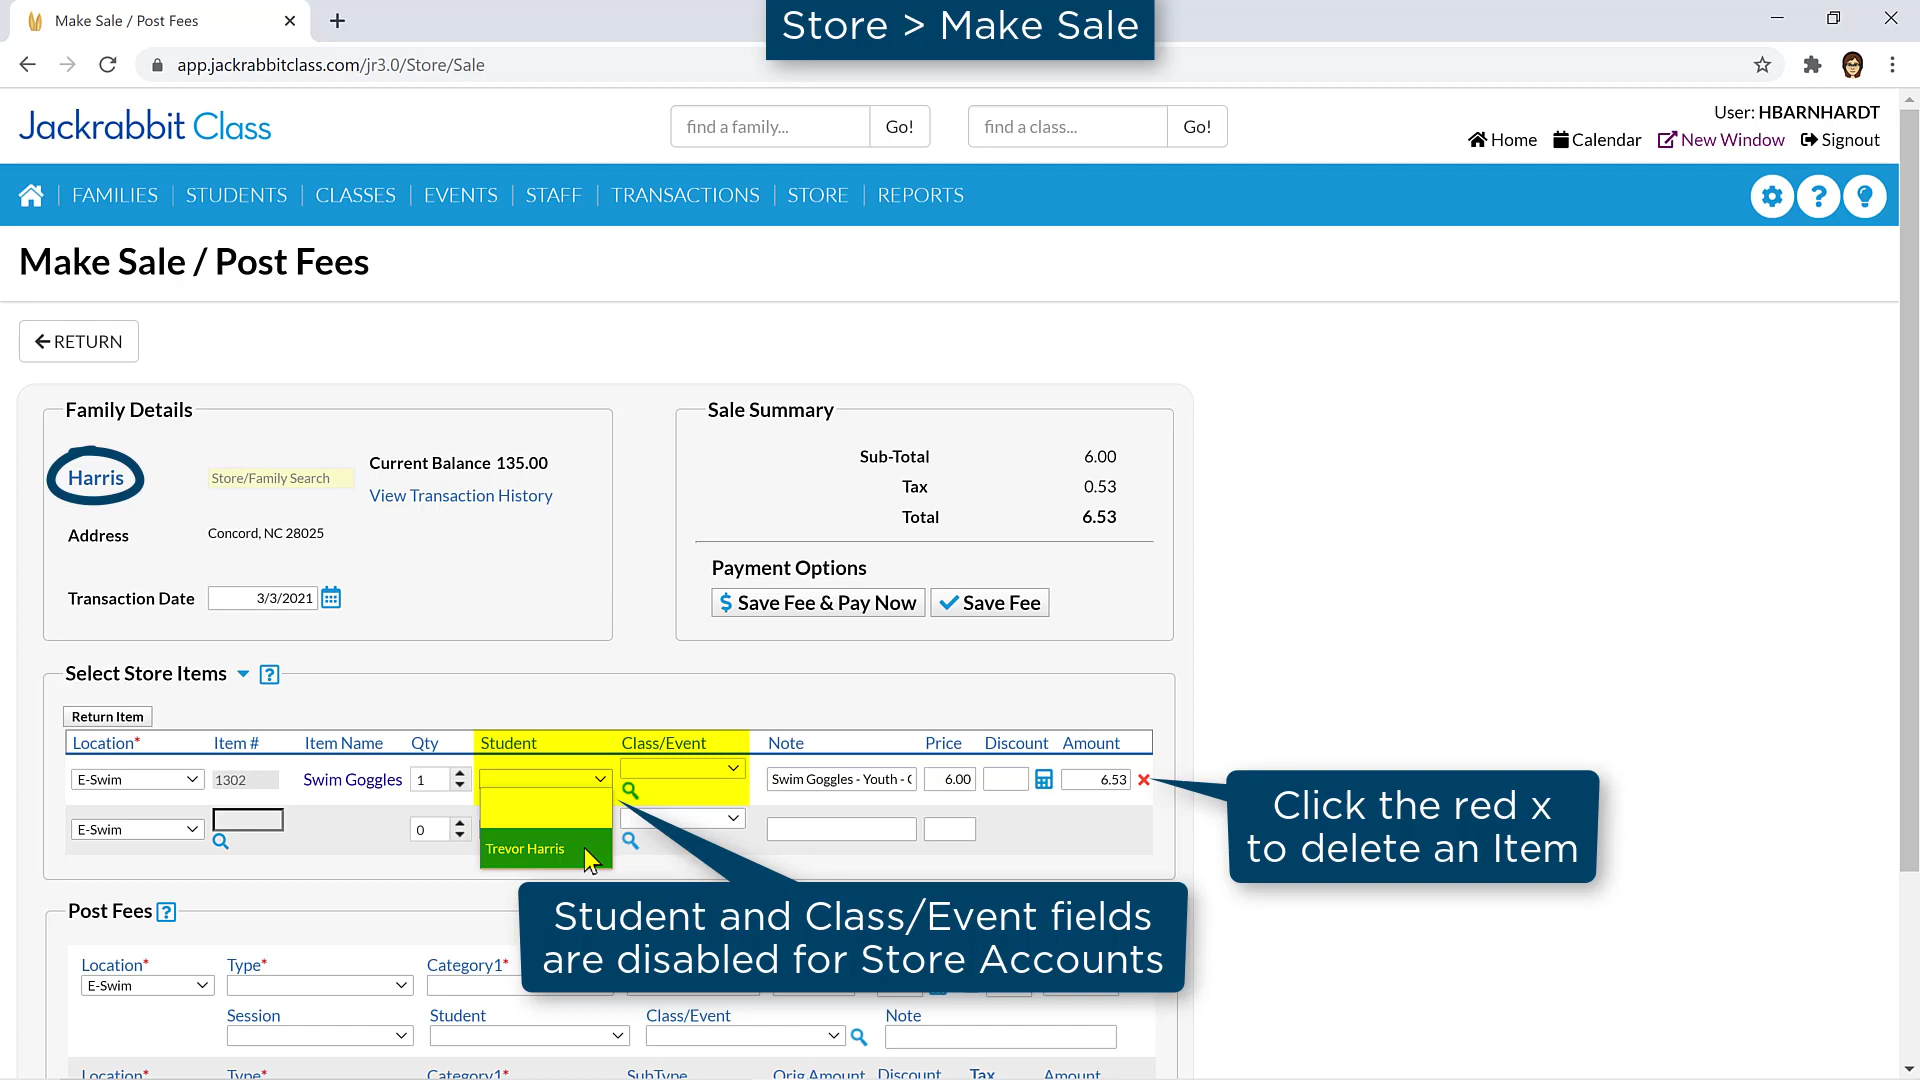 Make Sale / Post Fees
Store > Make Sale
app.jackrabbitclass.com/jr3.0/Store/Sale
Jackrabbit Class
find a family...
Go!
find a class...
Go!
User: HBARNHARDT
Home
Calendar
New Window
Signout
FAMILIES
STUDENTS
CLASSES
EVENTS
STAFF
TRANSACTIONS
STORE
REPORTS
?
Make Sale / Post Fees
RETURN
Family Details
Harris
Store/Family Search
Current Balance 135.00
View Transaction History
Address
Concord, NC 28025
Transaction Date
3/3/2021
Sale Summary
Sub-Total 6.00
Tax 0.53
Total 6.53
Payment Options
$ Save Fee & Pay Now
Save Fee
Select Store Items ?
Return Item
Location* Item # Item Name Qty Student Class/Event Note Price Discount Amount
E-Swim 1302 Swim Goggles 1 Swim Goggles - Youth - 6.00 6.53
E-Swim 0
Trevor Harris
Click the red x
to delete an Item
Student and Class/Event fields
are disabled for Store Accounts
Post Fees ?
Location* Type* Category1*
E-Swim
Session Student Class/Event Note
Location* Type* Category1* SubType Orig Amount Discount Tax Amount